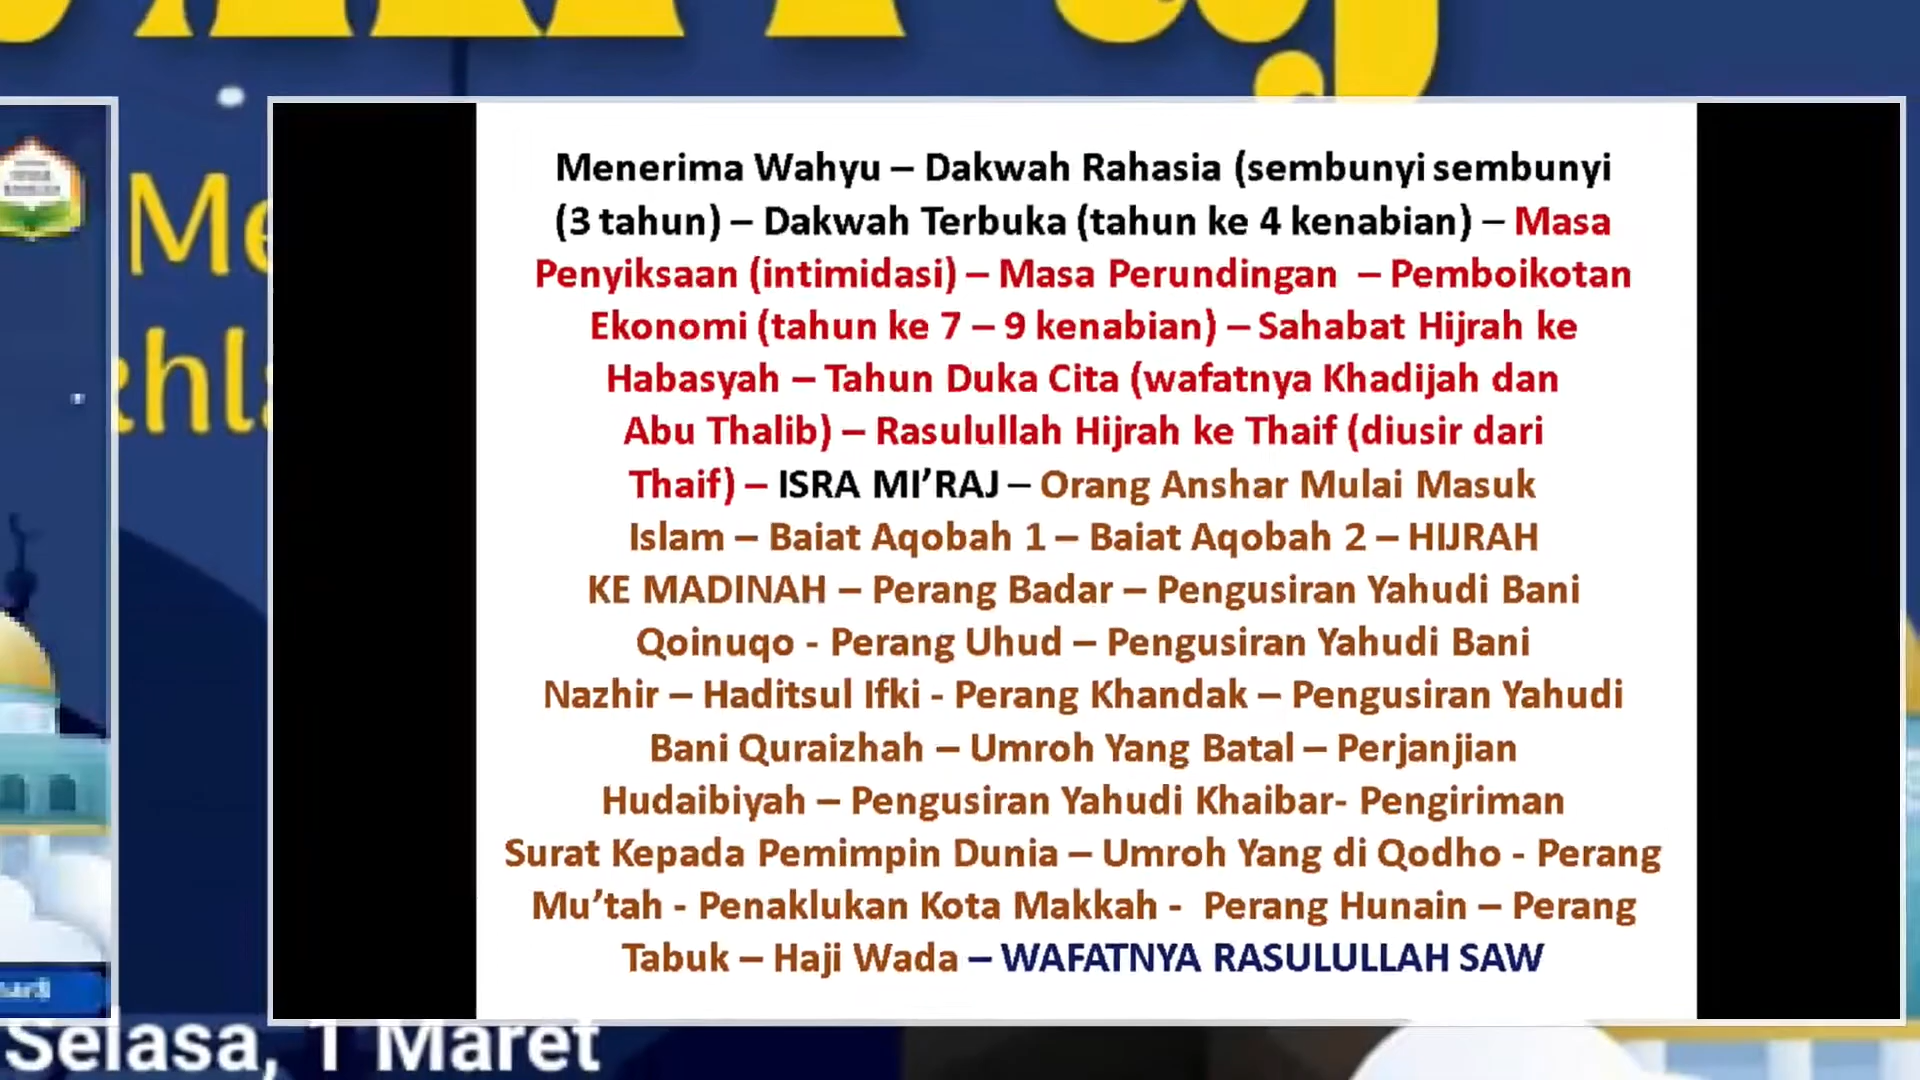 Me
hl
Menerima Wahyu – Dakwah Rahasia (sembunyi sembunyi
(3 tahun) – Dakwah Terbuka (tahun ke 4 kenabian) – Masa
Penyiksaan (intimidasi) – Masa Perundingan – Pemboikotan
Ekonomi (tahun ke 7 – 9 kenabian) – Sahabat Hijrah ke
Habasyah – Tahun Duka Cita (wafatnya Khadijah dan
Abu Thalib) – Rasulullah Hijrah ke Thaif (diusir dari
Thaif) – ISRA MI’RAJ – Orang Anshar Mulai Masuk
Islam – Baiat Aqobah 1 – Baiat Aqobah 2 – HIJRAH
KE MADINAH – Perang Badar – Pengusiran Yahudi Bani
Qoinuqo - Perang Uhud – Pengusiran Yahudi Bani
Nazhir – Haditsul Ifki - Perang Khandak – Pengusiran Yahudi
Bani Quraizhah – Umroh Yang Batal – Perjanjian
Hudaibiyah – Pengusiran Yahudi Khaibar- Pengiriman
Surat Kepada Pemimpin Dunia – Umroh Yang di Qodho - Perang
Mu’tah - Penaklukan Kota Makkah - Perang Hunain – Perang
Tabuk – Haji Wada – WAFATNYA RASULULLAH SAW
Selasa, 1 Maret